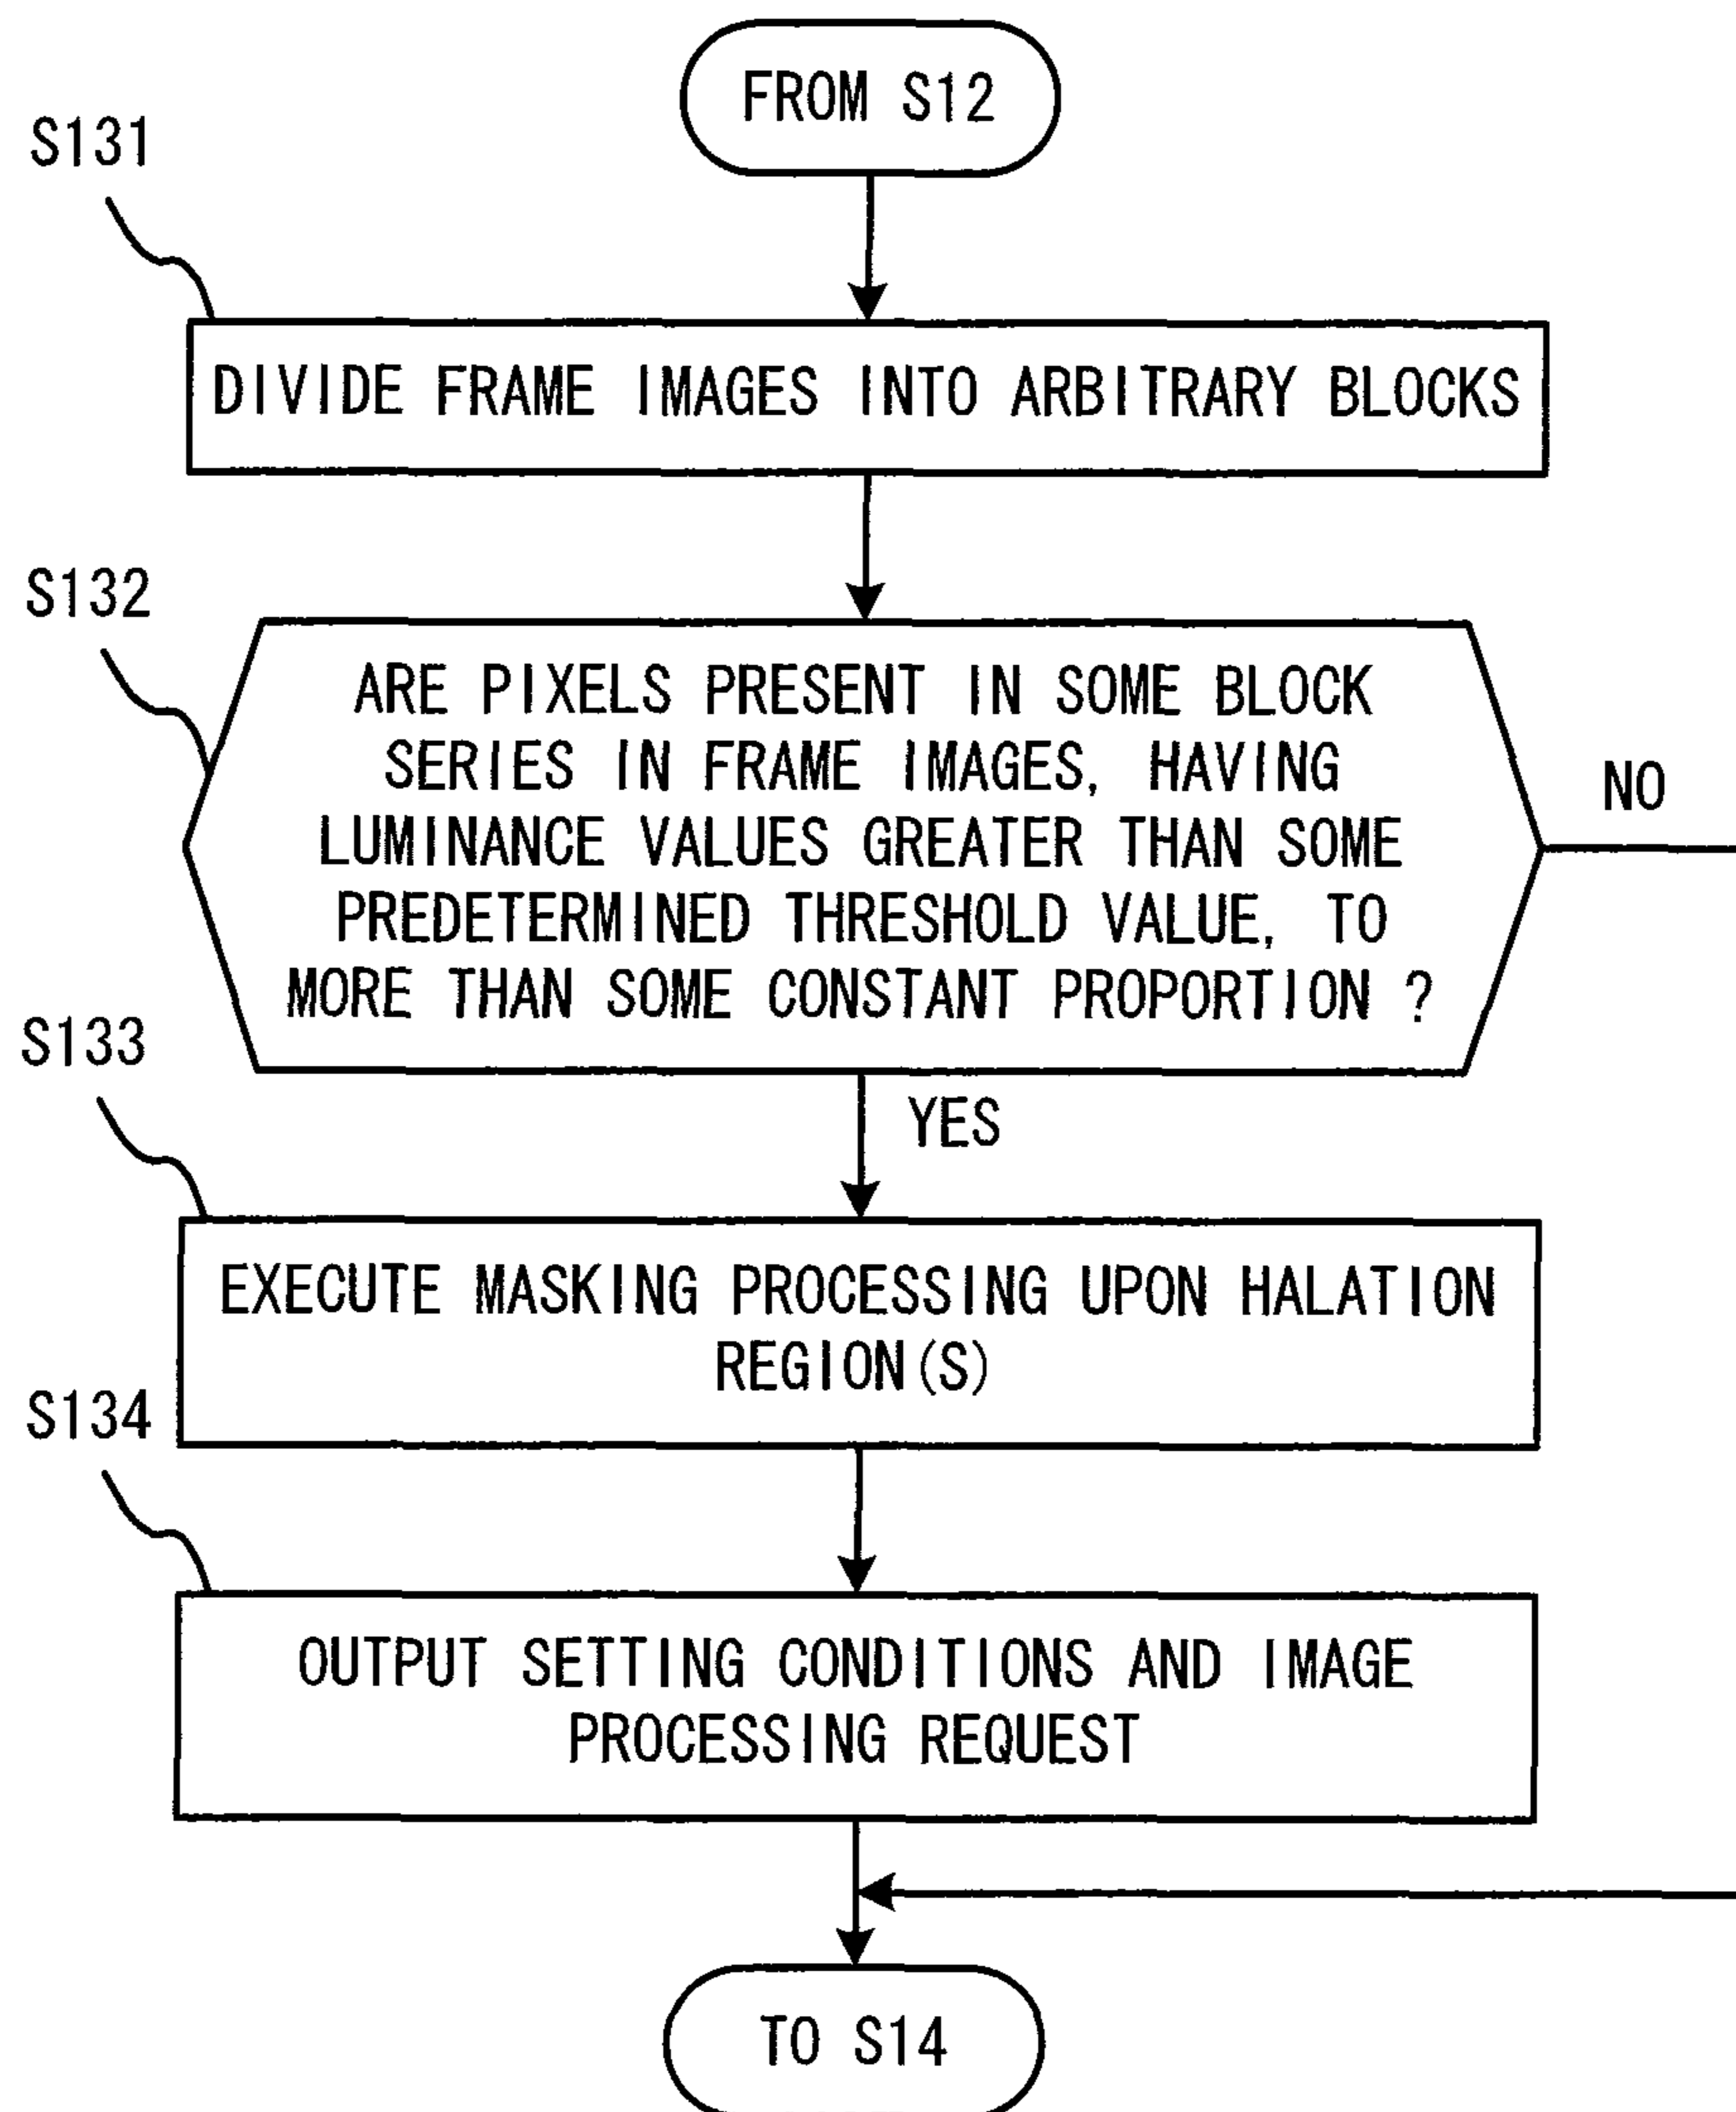 FROM S12
S131
DIVIDE FRAME IMAGES INTO ARBITRARY BLOCKS
S132
ARE PIXELS PRESENT IN SOME BLOCK
SERIES IN FRAME IMAGES, HAVING
LUMINANCE VALUES GREATER THAN SOME
PREDETERMINED THRESHOLD VALUE, TO
MORE THAN SOME CONSTANT PROPORTION ?
NO
YES
S133
EXECUTE MASKING PROCESSING UPON HALATION
REGION(S)
S134
OUTPUT SETTING CONDITIONS AND IMAGE
PROCESSING REQUEST
TO S14